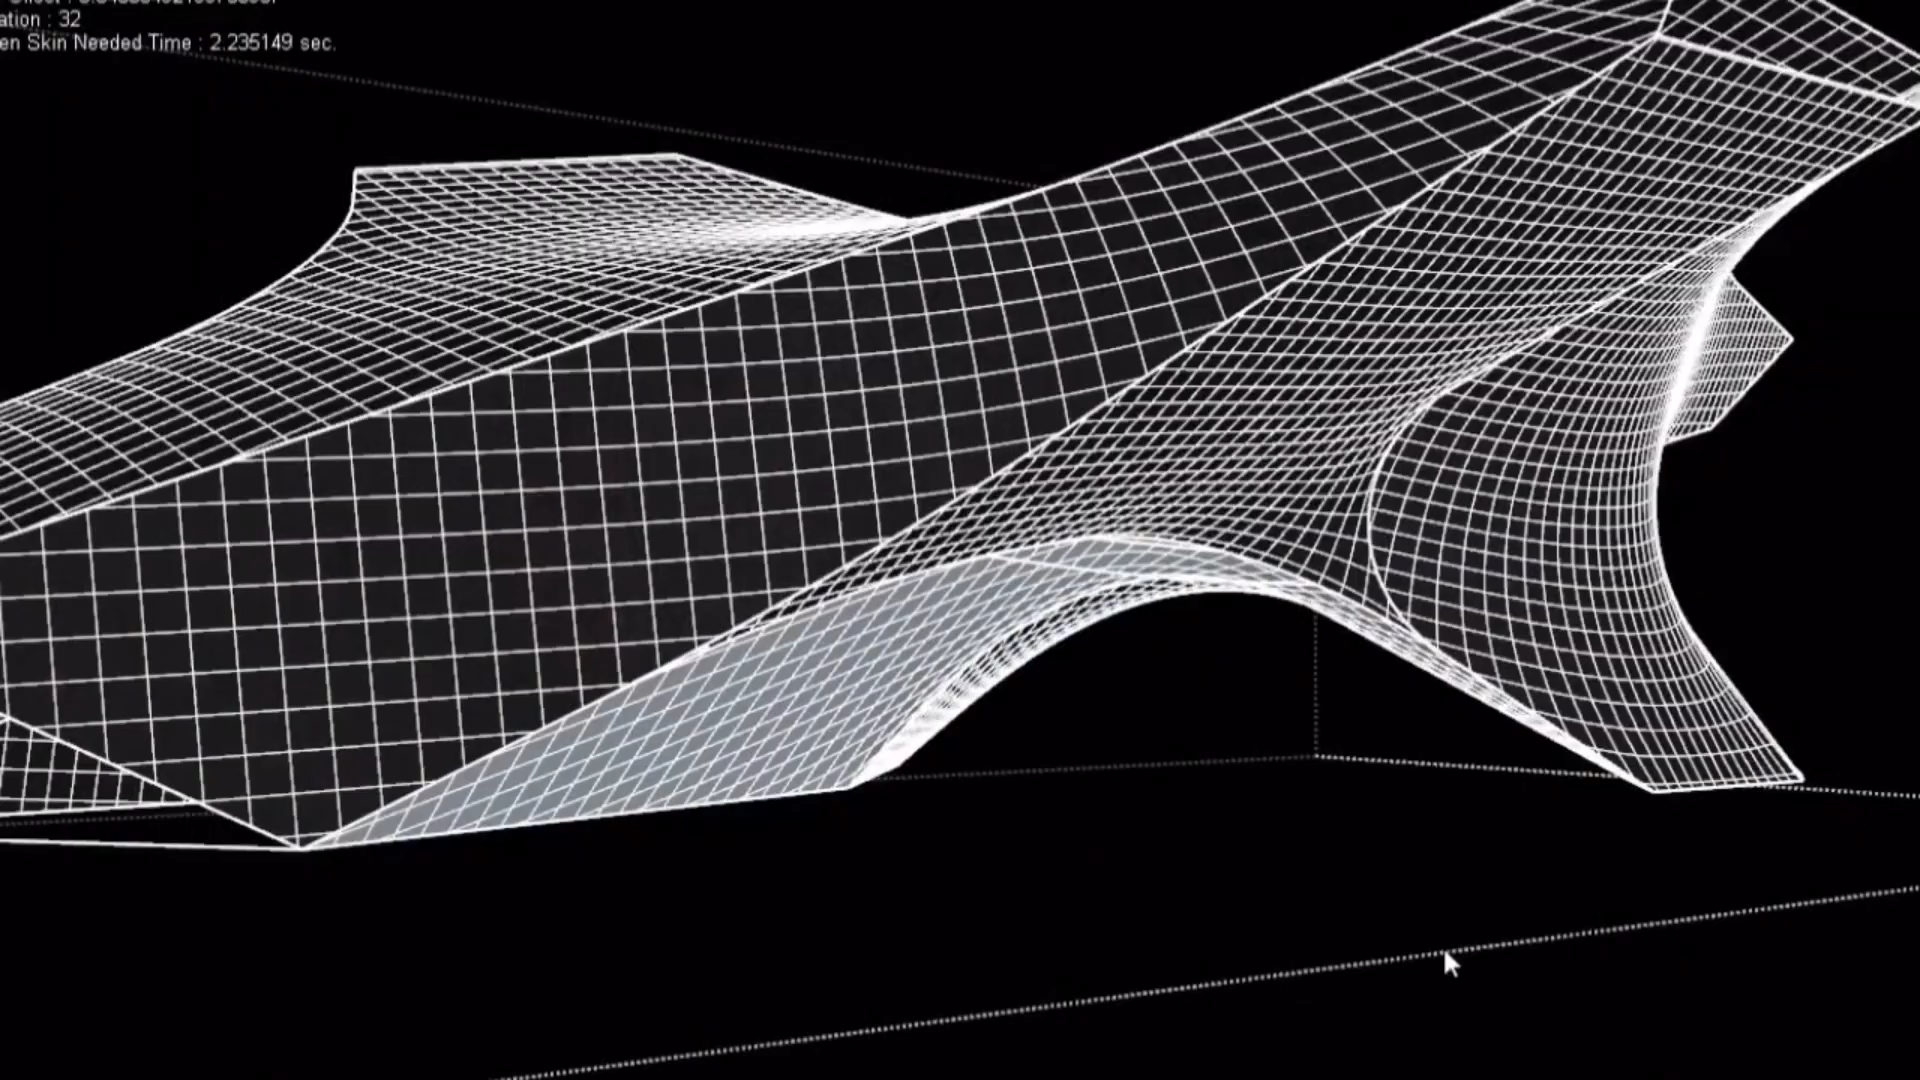 ation : 32
en Skin Needed Time : 2.235149 sec.